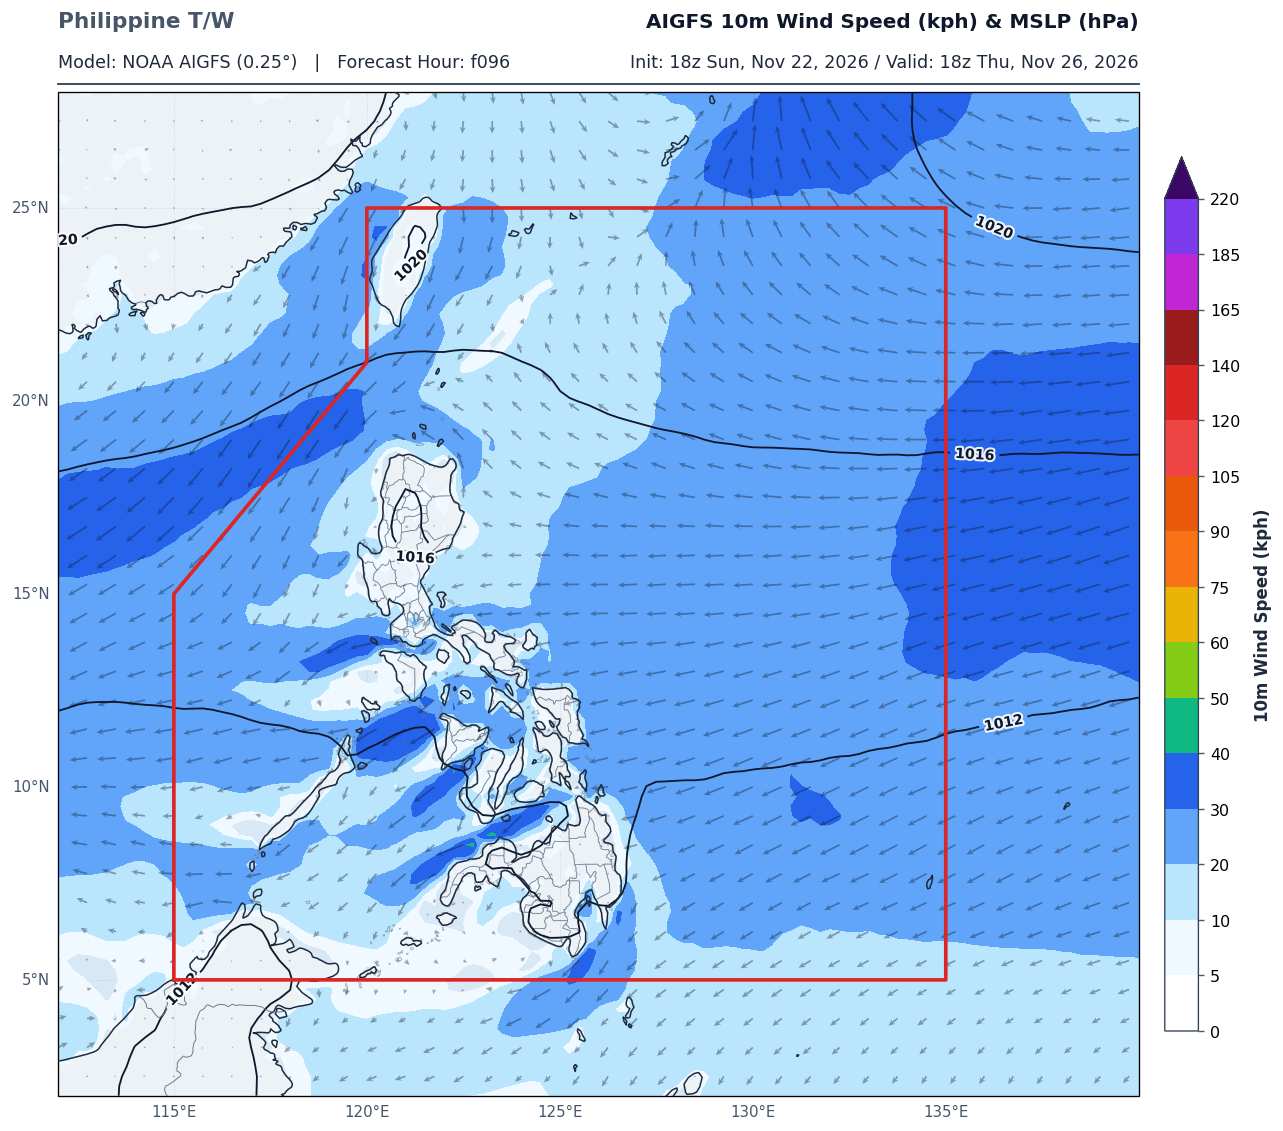 Philippine T/W
AIGFS 10m Wind Speed (kph) & MSLP (hPa)
Model: NOAA AIGFS (0.25°)   |   Forecast Hour: f096
Init: 18z Sun, Nov 22, 2026 / Valid: 18z Thu, Nov 26, 2026
25°N
20°N
15°N
10°N
5°N
115°E
120°E
125°E
130°E
135°E
20
1020
1020
1016
1016
1012
1012
220
185
165
140
120
105
90
75
60
50
40
30
20
10
5
0
10m Wind Speed (kph)